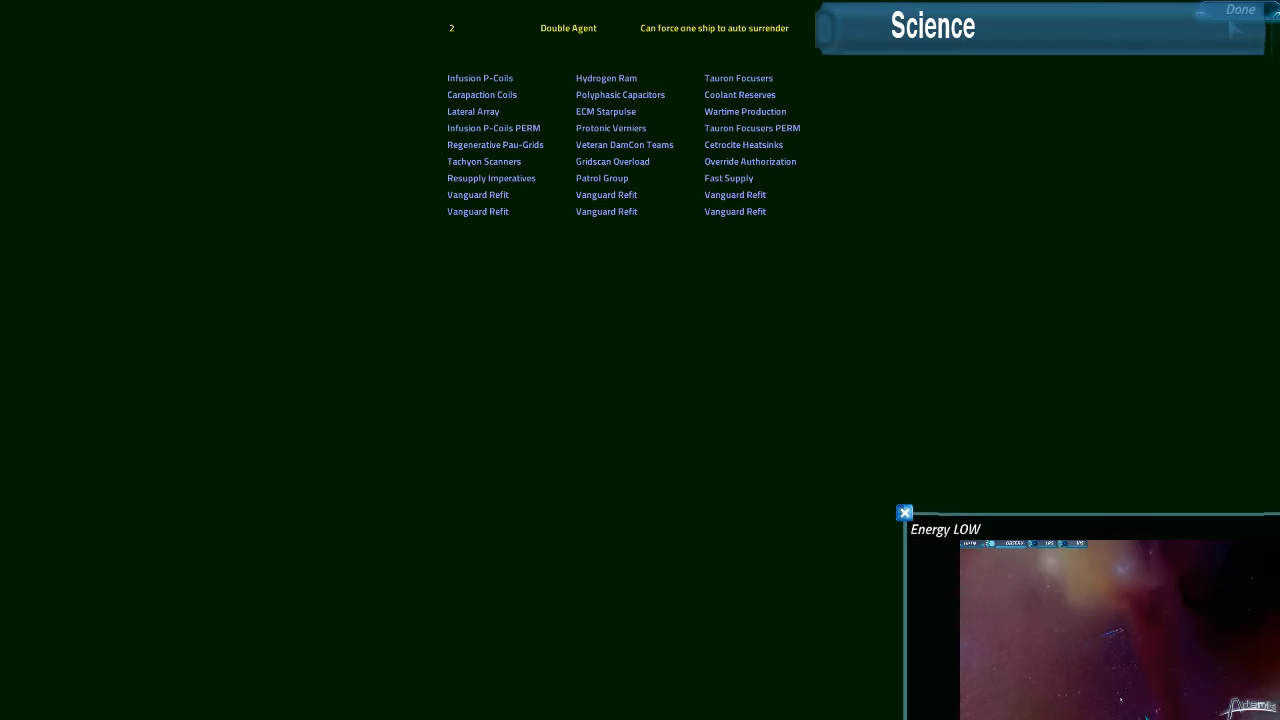 2 Double Agent Can force one ship to auto surrender
Science
Done
Infusion P-Coils Hydrogen Ram Tauron Focusers
Carapaction Coils Polyphasic Capacitors Coolant Reserves
Lateral Array ECM Starpulse Wartime Production
Infusion P-Coils PERM Protonic Verniers Tauron Focusers PERM
Regenerative Pau-Grids Veteran DamCon Teams Cetrocite Heatsinks
Tachyon Scanners Gridscan Overload Override Authorization
Resupply Imperatives Patrol Group Fast Supply
Vanguard Refit Vanguard Refit Vanguard Refit
Vanguard Refit Vanguard Refit Vanguard Refit
Energy LOW